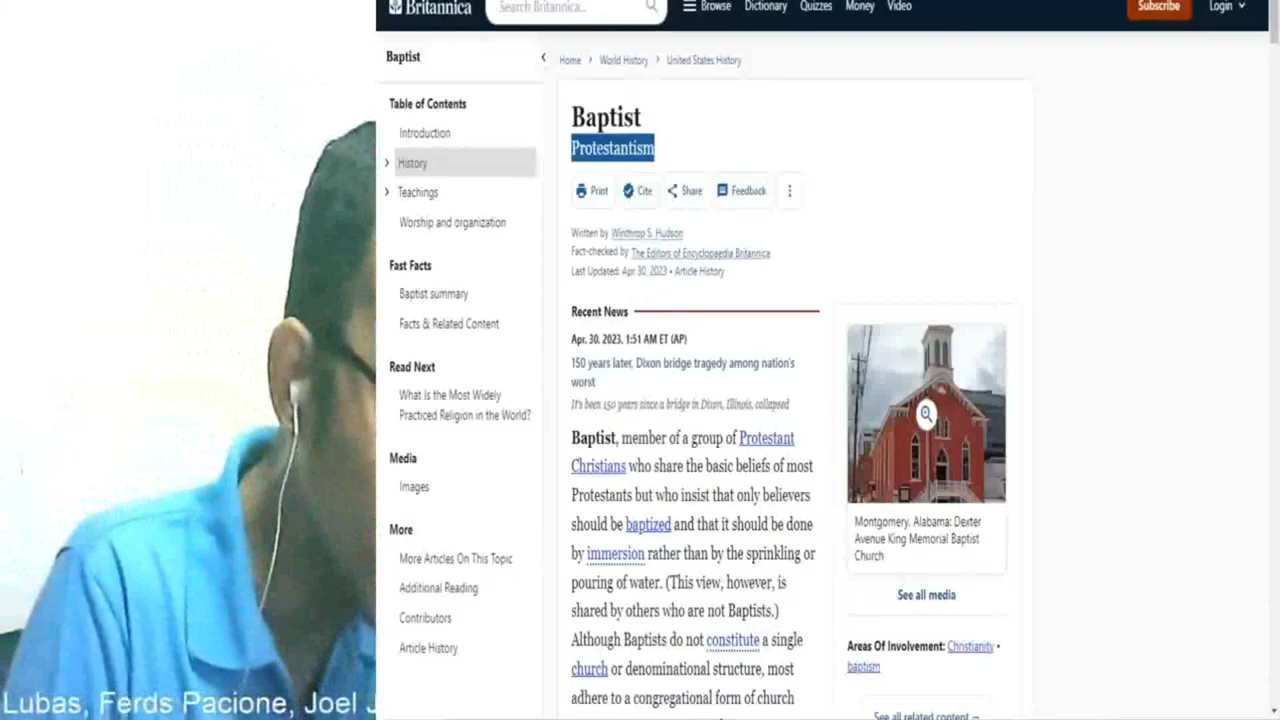 Britannica
Search Britannica...
Browse
Dictionary
Quizzes
Money
Video
Subscribe
Login
Baptist
Home > World History > United States History
Table of Contents
Introduction
History
Teachings
Worship and organization
Fast Facts
Baptist summary
Facts & Related Content
Read Next
What Is the Most Widely
Practiced Religion in the World?
Media
Images
More
More Articles On This Topic
Additional Reading
Contributors
Article History
Baptist
Protestantism
Print
Cite
Share
Feedback
Written by Winthrop S. Hudson
Fact-checked by The Editors of Encyclopaedia Britannica
Last Updated: Apr 30, 2023 • Article History
Recent News
Apr. 30, 2023, 1:51 AM ET (AP)
150 years later, Dixon bridge tragedy among nation's
worst
It's been 150 years since a bridge in Dixon, Illinois, collapsed
Baptist, member of a group of Protestant
Christians who share the basic beliefs of most
Protestants but who insist that only believers
should be baptized and that it should be done
by immersion rather than by the sprinkling or
pouring of water. (This view, however, is
shared by others who are not Baptists.)
Although Baptists do not constitute a single
church or denominational structure, most
adhere to a congregational form of church
Montgomery, Alabama: Dexter
Avenue King Memorial Baptist
Church
See all media
Areas Of Involvement: Christianity •
baptism
See all related content →
Lubas, Ferds Pacione, Joel J